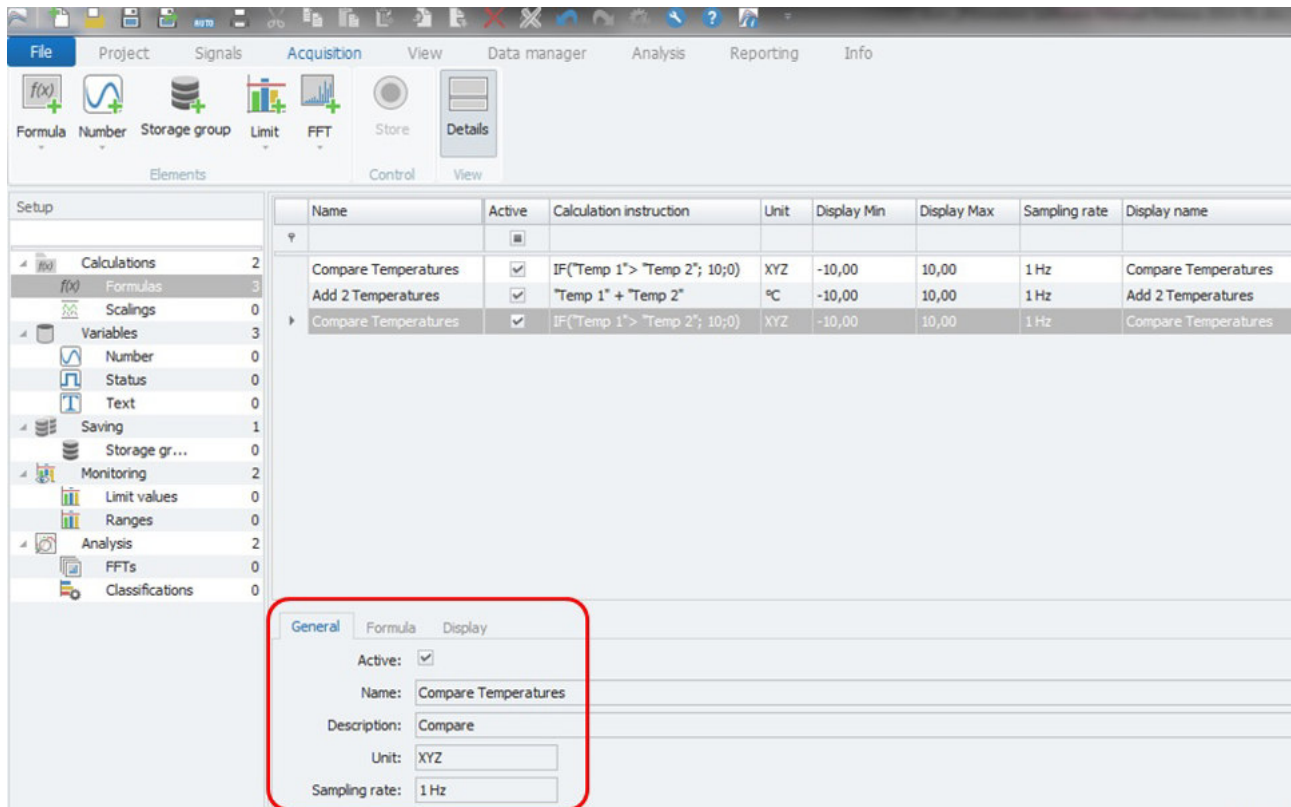 AUTO
File Project Signals Acquisition View Data manager Analysis Reporting Info
f(x)
Formula Number Storage group Limit FFT Store Details
Elements Control View
Setup
Name Active Calculation instruction Unit Display Min Display Max Sampling rate Display name
f(x) Calculations 2
f(x) Formulas 3
Scalings 0
Variables 3
Number 0
Status 0
T Text 0
Saving 1
Storage gr... 0
Monitoring 2
Limit values 0
Ranges 0
Analysis 2
FFTs 0
Classifications 0
Compare Temperatures IF("Temp 1"> "Temp 2"; 10;0) XYZ -10,00 10,00 1 Hz Compare Temperatures
Add 2 Temperatures "Temp 1" + "Temp 2" °C -10,00 10,00 1 Hz Add 2 Temperatures
Compare Temperatures IF("Temp 1"> "Temp 2"; 10;0) XYZ -10,00 10,00 1 Hz Compare Temperatures
General Formula Display
Active:
Name: Compare Temperatures
Description: Compare
Unit: XYZ
Sampling rate: 1 Hz